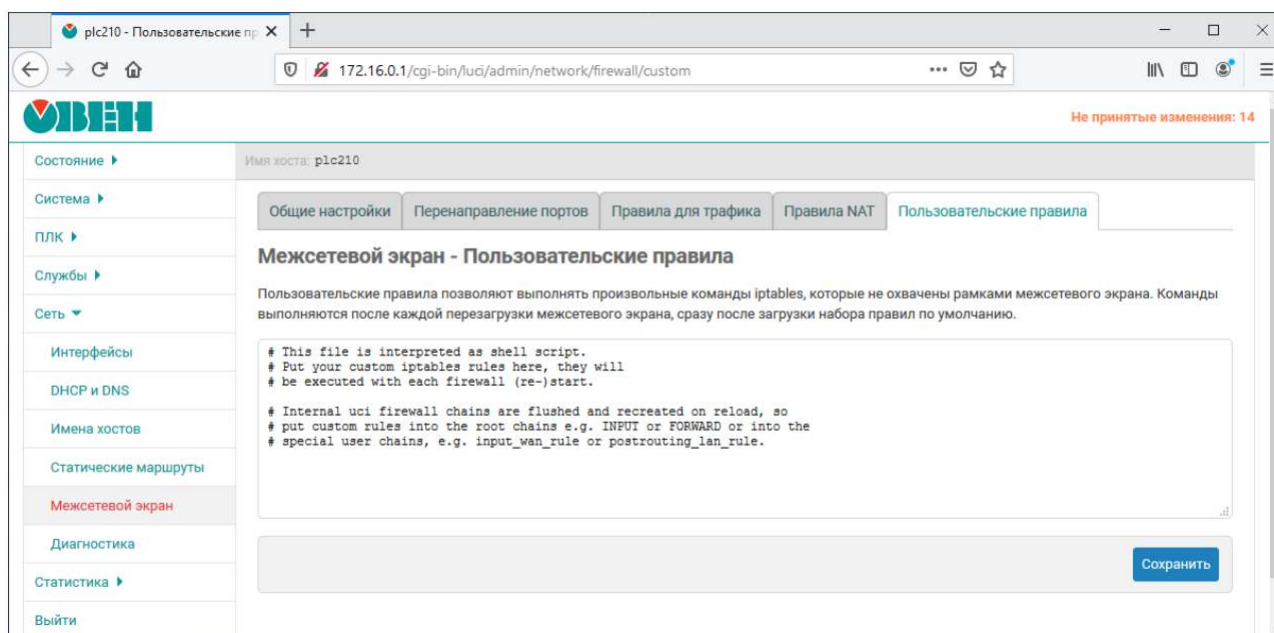 plc210 - Пользовательские пр
172.16.0.1/cgi-bin/luci/admin/network/firewall/custom
ОВЕН
Не принятые изменения: 14
Состояние
Имя хоста: plc210
Система
Общие настройки Перенаправление портов Правила для трафика Правила NAT Пользовательские правила
ПЛК
Межсетевой экран - Пользовательские правила
Службы
Пользовательские правила позволяют выполнять произвольные команды iptables, которые не охвачены рамками межсетевого экрана. Команды
выполняются после каждой перезагрузки межсетевого экрана, сразу после загрузки набора правил по умолчанию.
Сеть
Интерфейсы
DHCP и DNS
Имена хостов
Статические маршруты
Межсетевой экран
Диагностика
Статистика
Выйти
# This file is interpreted as shell script.
# Put your custom iptables rules here, they will
# be executed with each firewall (re-)start.
# Internal uci firewall chains are flushed and recreated on reload, so
# put custom rules into the root chains e.g. INPUT or FORWARD or into the
# special user chains, e.g. input_wan_rule or postrouting_lan_rule.
Сохранить